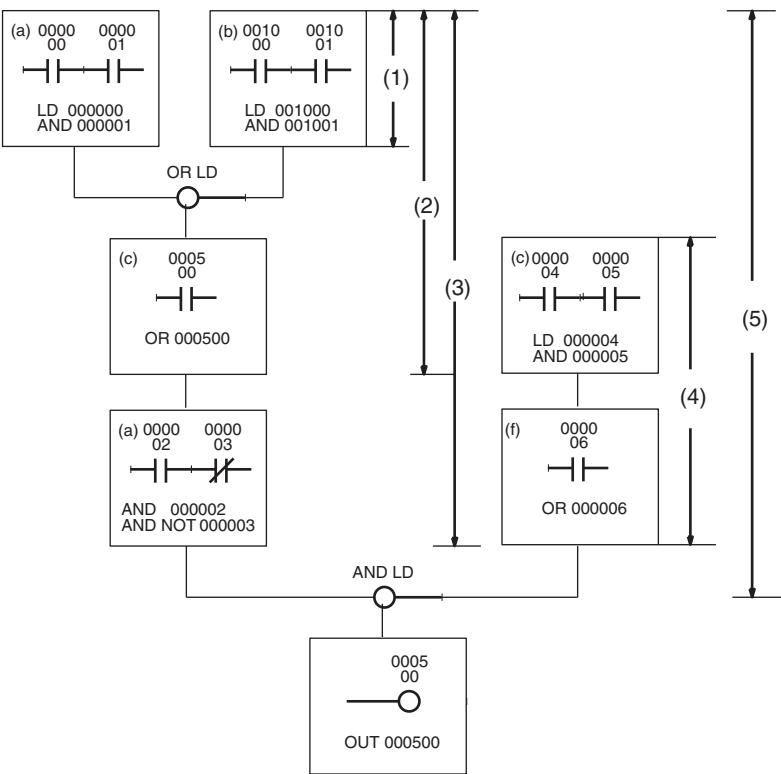 (a) 0000 0000
00 01
LD 000000
AND 000001
(b) 0010 0010
00 01
LD 001000
AND 001001
(1)
OR LD
(2)
(c) 0005
00
OR 000500
(3)
(a) 0000 0000
02 03
AND 000002
AND NOT 000003
(c) 0000 0000
04 05
LD 000004
AND 000005
(4)
(5)
(f) 0000
06
OR 000006
AND LD
0005
00
OUT 000500